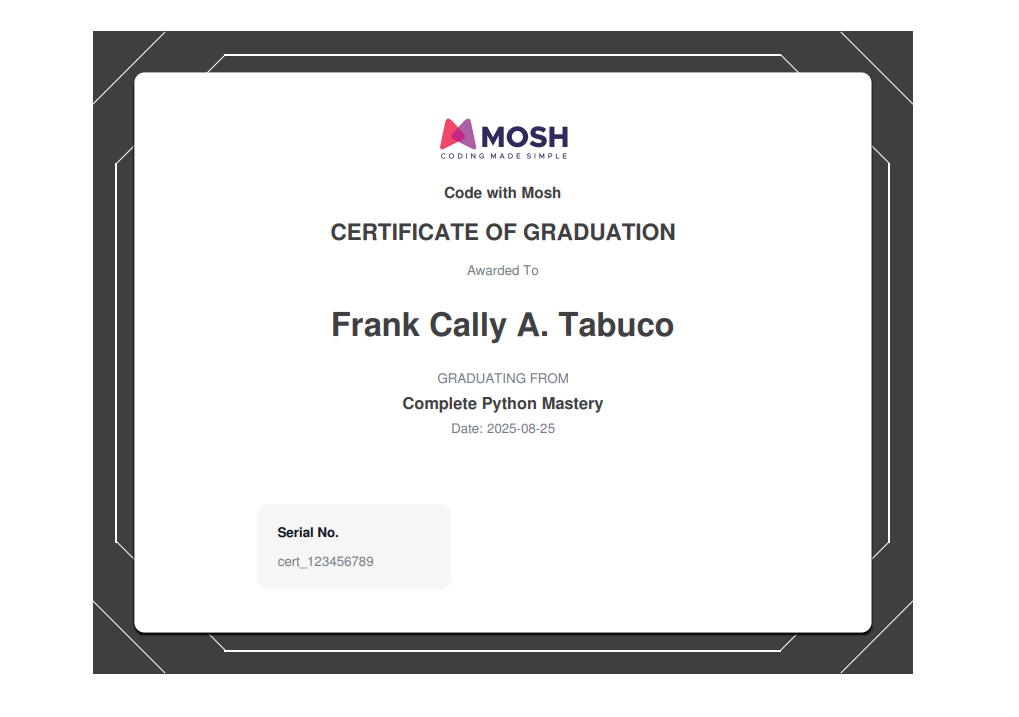 MOSH
CODING MADE SIMPLE
Code with Mosh
CERTIFICATE OF GRADUATION
Awarded To
Frank Cally A. Tabuco
GRADUATING FROM
Complete Python Mastery
Date: 2025-08-25
Serial No.
cert_123456789